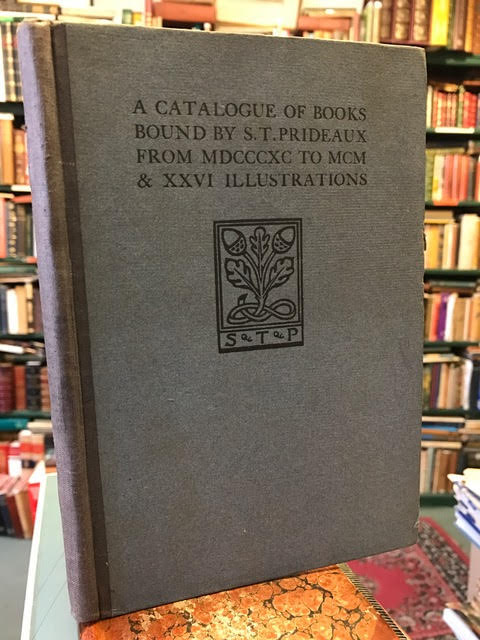 A CATALOGUE OF BOOKS
BOUND BY S.T.PRIDEAUX
FROM MDCCCXC TO MCM
& XXVI ILLUSTRATIONS
S & T & P